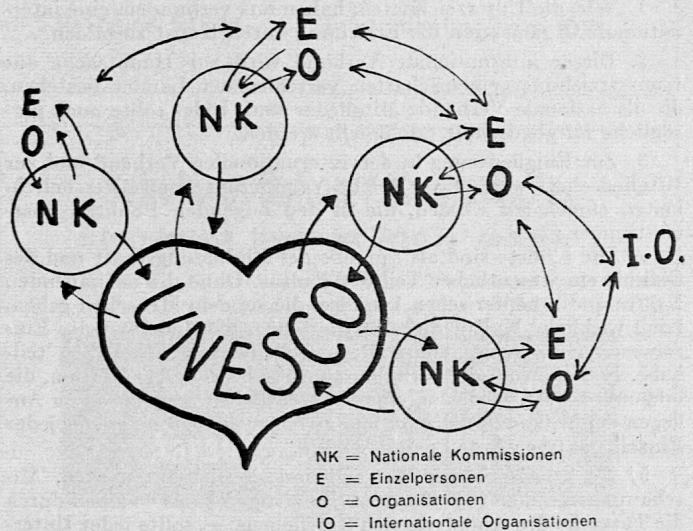 E
O
NK
E
O
NK
E
O
NK
I.O.
UNESCO
E
O
NK
NK = Nationale Kommissionen
E = Einzelpersonen
O = Organisationen
IO = Internationale Organisationen